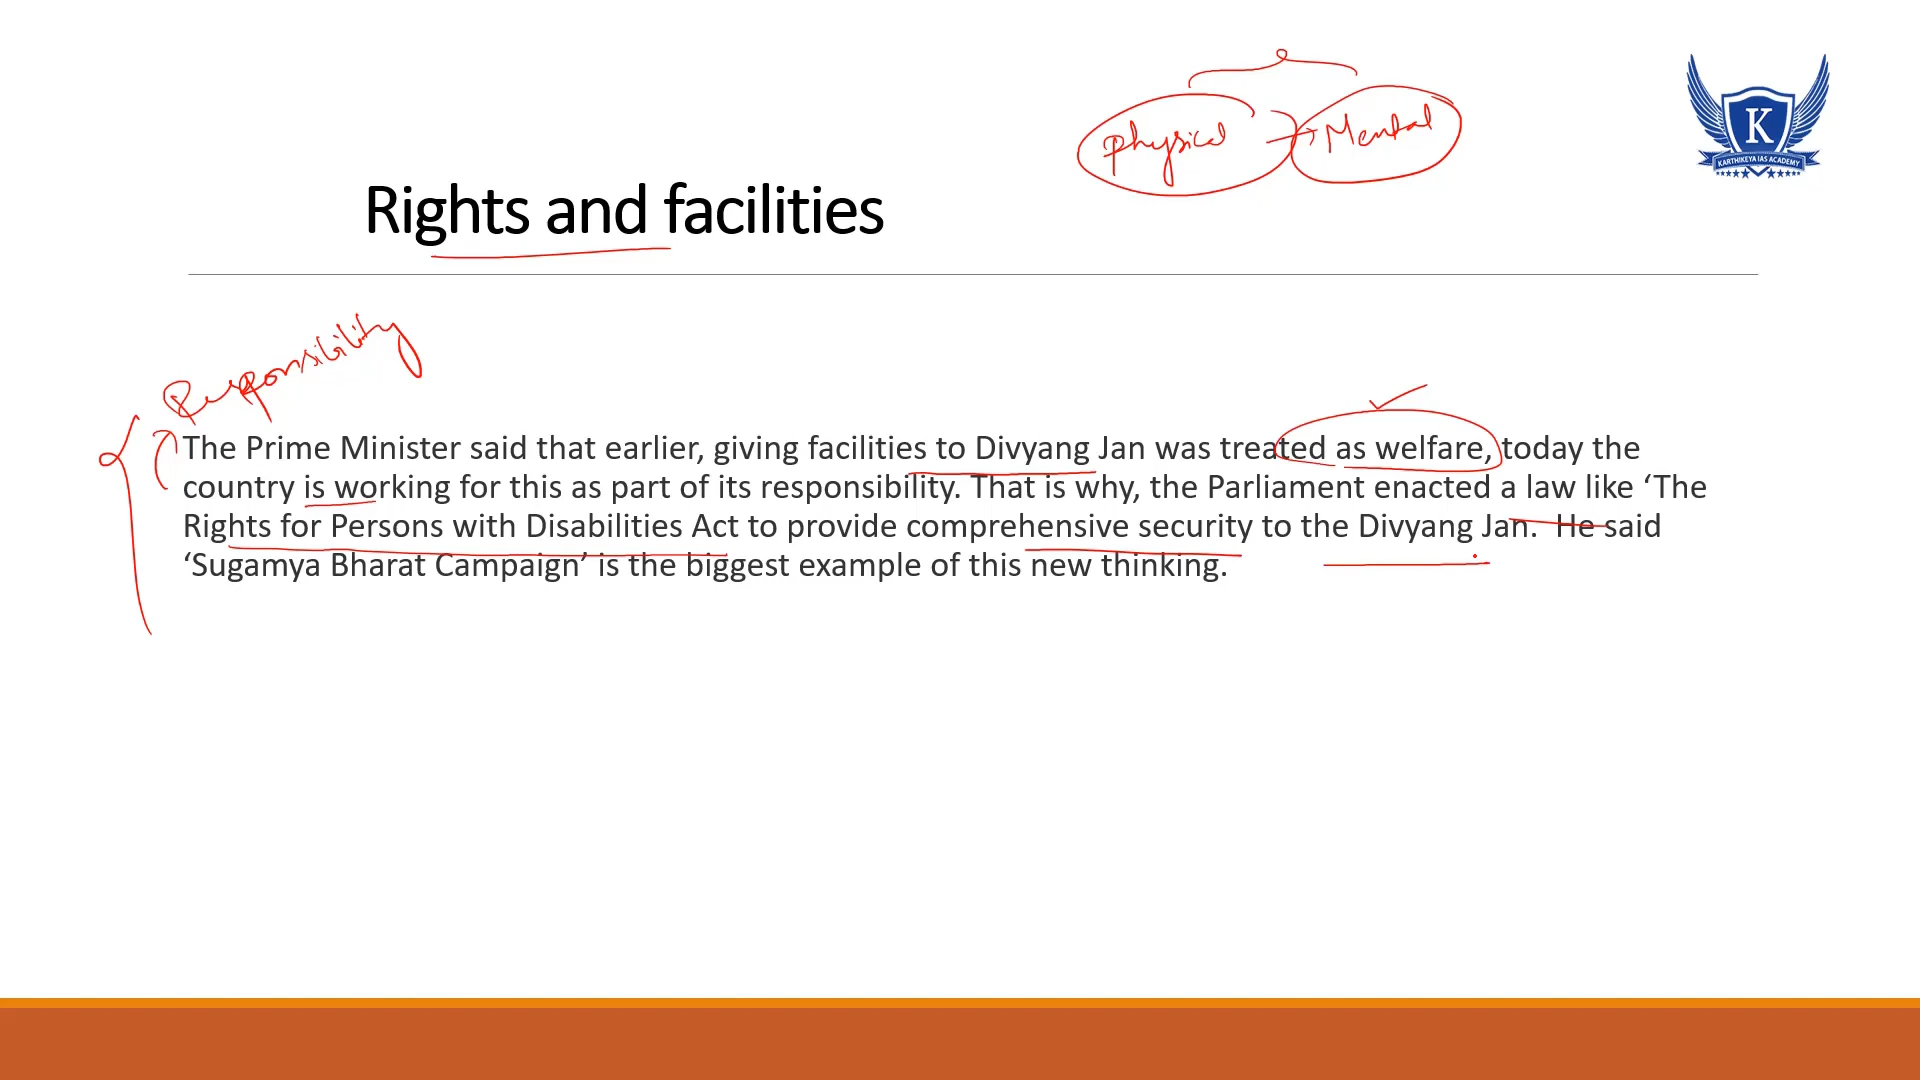 Physical → Mental
K
KARTHIKEYA IAS ACADEMY
Rights and facilities
Responsibility
The Prime Minister said that earlier, giving facilities to Divyang Jan was treated as welfare, today the
country is working for this as part of its responsibility. That is why, the Parliament enacted a law like ‘The
Rights for Persons with Disabilities Act to provide comprehensive security to the Divyang Jan.  He said
‘Sugamya Bharat Campaign’ is the biggest example of this new thinking.